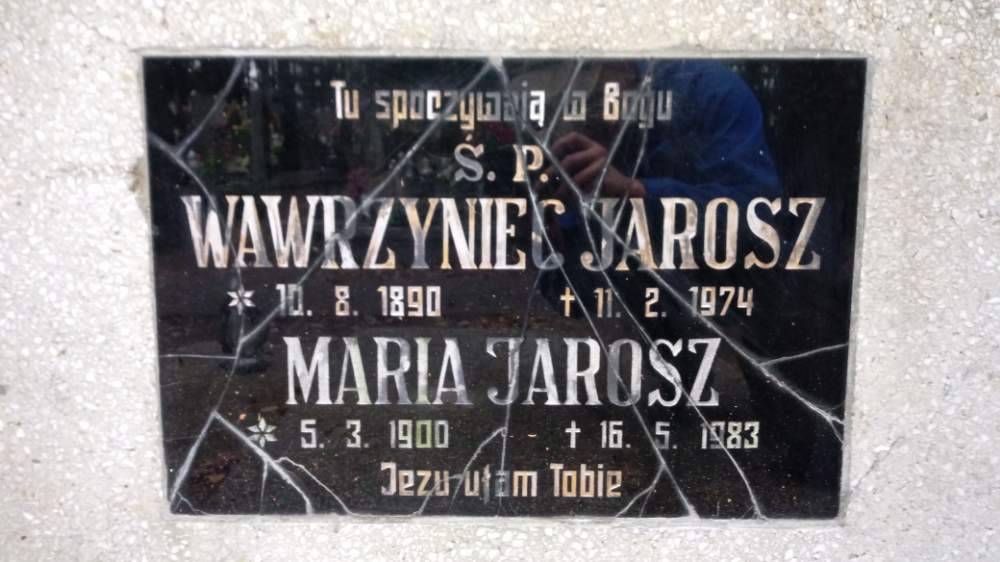 Tu spoczywają w Bogu
Ś. P.
WAWRZYNIEC JAROSZ
* 10. 8. 1890 † 11. 2. 1974
MARIA JAROSZ
* 5. 3. 1900 † 16. 5. 1983
Jezu ufam Tobie